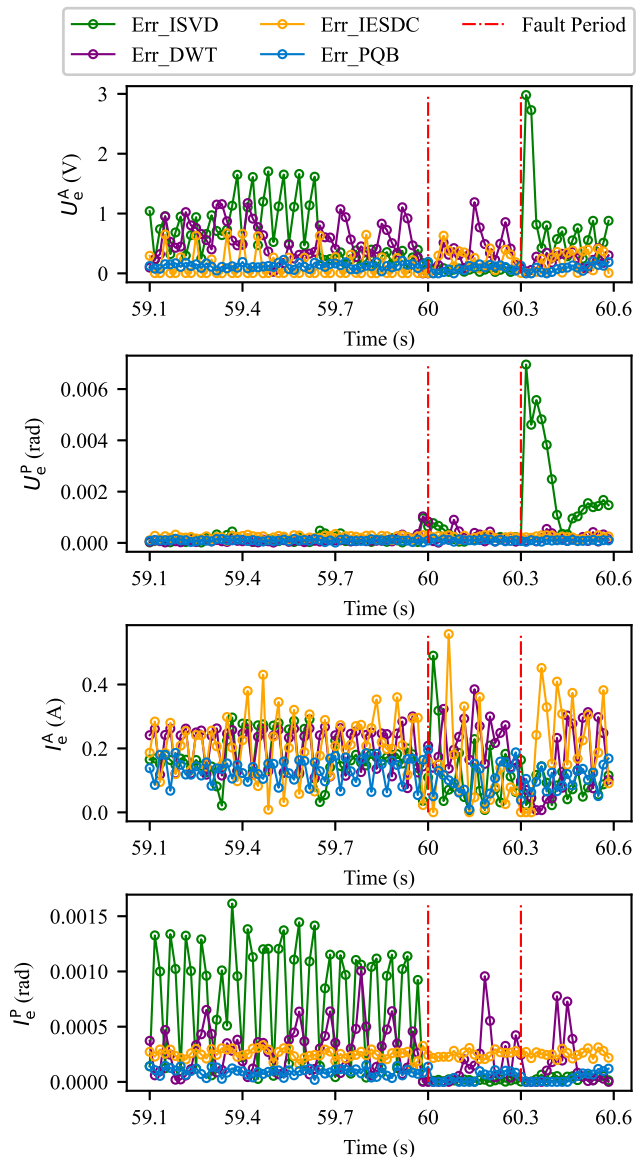 Err_ISVD Err_IESDC Fault Period
Err_DWT Err_PQB
3
2
1
0
U_e^A (V)
59.1 59.4 59.7 60 60.3 60.6
Time (s)
0.006
0.004
0.002
0.000
U_e^P (rad)
59.1 59.4 59.7 60 60.3 60.6
Time (s)
0.4
0.2
0.0
I_e^A (A)
59.1 59.4 59.7 60 60.3 60.6
Time (s)
0.0015
0.0010
0.0005
0.0000
I_e^P (rad)
59.1 59.4 59.7 60 60.3 60.6
Time (s)